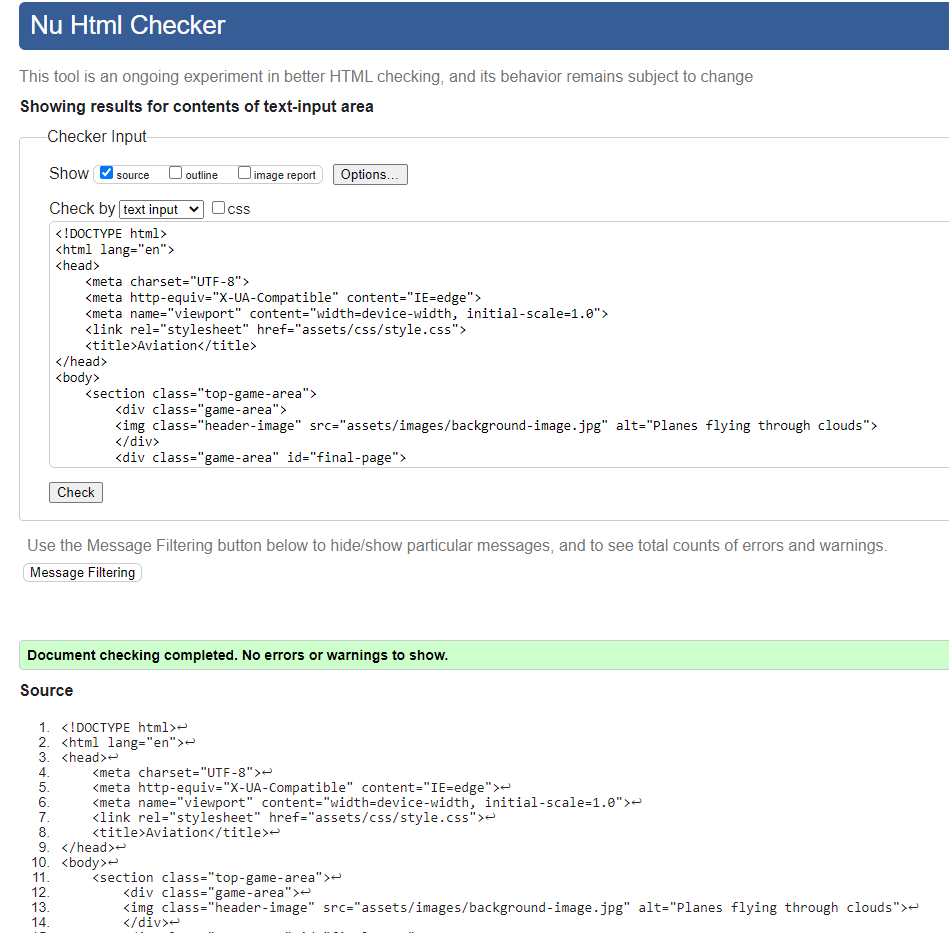 Nu Html Checker
This tool is an ongoing experiment in better HTML checking, and its behavior remains subject to change
Showing results for contents of text-input area
Checker Input
Show source outline image report Options...
Check by text input css
<!DOCTYPE html>
<html lang="en">
<head>
    <meta charset="UTF-8">
    <meta http-equiv="X-UA-Compatible" content="IE=edge">
    <meta name="viewport" content="width=device-width, initial-scale=1.0">
    <link rel="stylesheet" href="assets/css/style.css">
    <title>Aviation</title>
</head>
<body>
    <section class="top-game-area">
        <div class="game-area">
        <img class="header-image" src="assets/images/background-image.jpg" alt="Planes flying through clouds">
        </div>
        <div class="game-area" id="final-page">
Check
Use the Message Filtering button below to hide/show particular messages, and to see total counts of errors and warnings.
Message Filtering
Document checking completed. No errors or warnings to show.
Source
1. <!DOCTYPE html>↩
2. <html lang="en">↩
3. <head>↩
4.     <meta charset="UTF-8">↩
5.     <meta http-equiv="X-UA-Compatible" content="IE=edge">↩
6.     <meta name="viewport" content="width=device-width, initial-scale=1.0">↩
7.     <link rel="stylesheet" href="assets/css/style.css">↩
8.     <title>Aviation</title>↩
9. </head>↩
10. <body>↩
11.     <section class="top-game-area">↩
12.         <div class="game-area">↩
13.         <img class="header-image" src="assets/images/background-image.jpg" alt="Planes flying through clouds">↩
14.         </div>↩